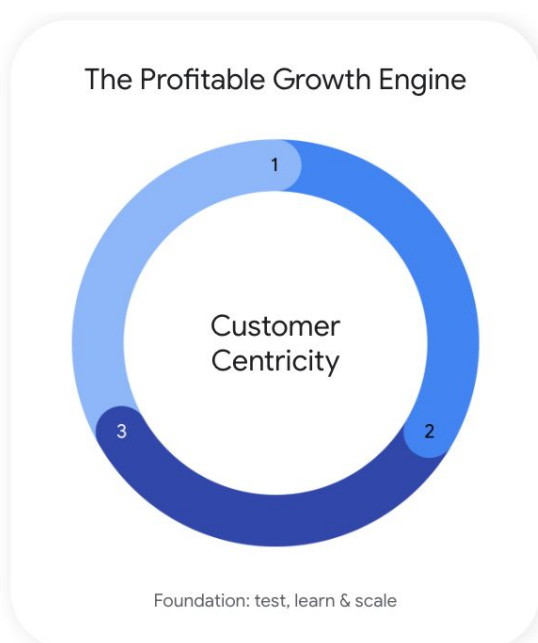 The Profitable Growth Engine
1
Customer
Centricity
3
2
Foundation: test, learn & scale